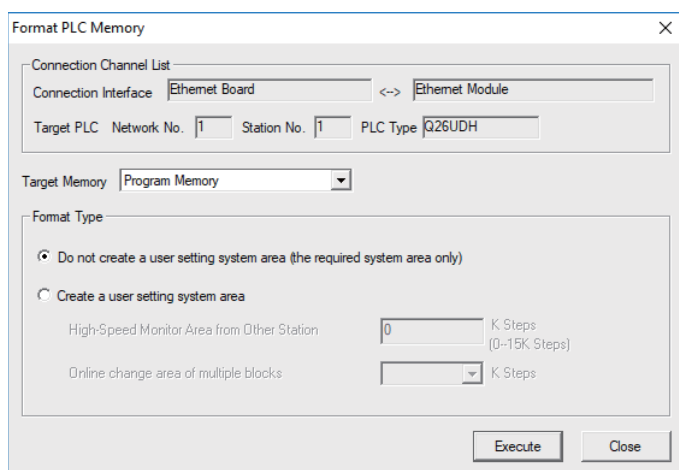 Format PLC Memory
Connection Channel List
Connection Interface Ethernet Board <--> Ethernet Module
Target PLC Network No. 1 Station No. 1 PLC Type Q26UDH
Target Memory Program Memory
Format Type
Do not create a user setting system area (the required system area only)
Create a user setting system area
High-Speed Monitor Area from Other Station 0 K Steps
(0--15K Steps)
Online change area of multiple blocks K Steps
Execute Close